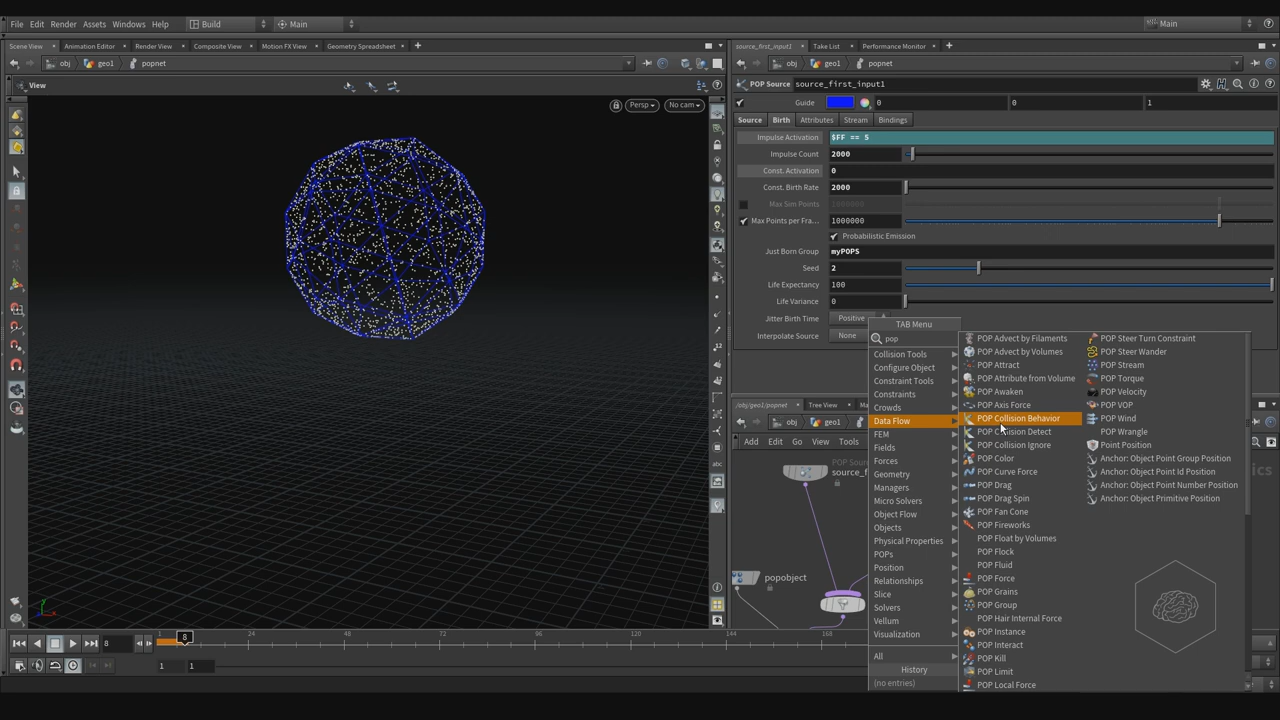 File Edit Render Assets Windows Help Build Main Main
Scene View Animation Editor Render View Composite View Motion FX View Geometry Spreadsheet
source_first_input1 Take List Performance Monitor
obj geo1 popnet
obj geo1 popnet
View
Persp No cam
POP Source source_first_input1
Guide 0 0 1
Source Birth Attributes Stream Bindings
Impulse Activation $FF == 5
Impulse Count 2000
Const. Activation 0
Const. Birth Rate 2000
Max Sim Points 1000000
Max Points per Fra... 1000000
Probabilistic Emission
Just Born Group myPOPS
Seed 2
Life Expectancy 100
Life Variance 0
Jitter Birth Time Positive
Interpolate Source None
/obj/geo1/popnet Tree View
obj geo1
Add Edit Go View Tools
POP Sour
source_f
popobject
TAB Menu
pop
Collision Tools
Configure Object
Constraint Tools
Constraints
Crowds
Data Flow
FEM
Fields
Forces
Geometry
Managers
Micro Solvers
Object Flow
Objects
Physical Properties
POPs
Position
Relationships
Slice
Solvers
Vellum
Visualization
All
History
(no entries)
POP Advect by Filaments
POP Advect by Volumes
POP Attract
POP Attribute from Volume
POP Awaken
POP Axis Force
POP Collision Behavior
POP Collision Detect
POP Collision Ignore
POP Color
POP Curve Force
POP Drag
POP Drag Spin
POP Fan Cone
POP Fireworks
POP Float by Volumes
POP Flock
POP Fluid
POP Force
POP Grains
POP Group
POP Hair Internal Force
POP Instance
POP Interact
POP Kill
POP Limit
POP Local Force
POP Steer Turn Constraint
POP Steer Wander
POP Stream
POP Torque
POP Velocity
POP VOP
POP Wind
POP Wrangle
Point Position
Anchor: Object Point Group Position
Anchor: Object Point Id Position
Anchor: Object Point Number Position
Anchor: Object Primitive Position
8 1 8 24 48 72 96 120 144 168
1 1